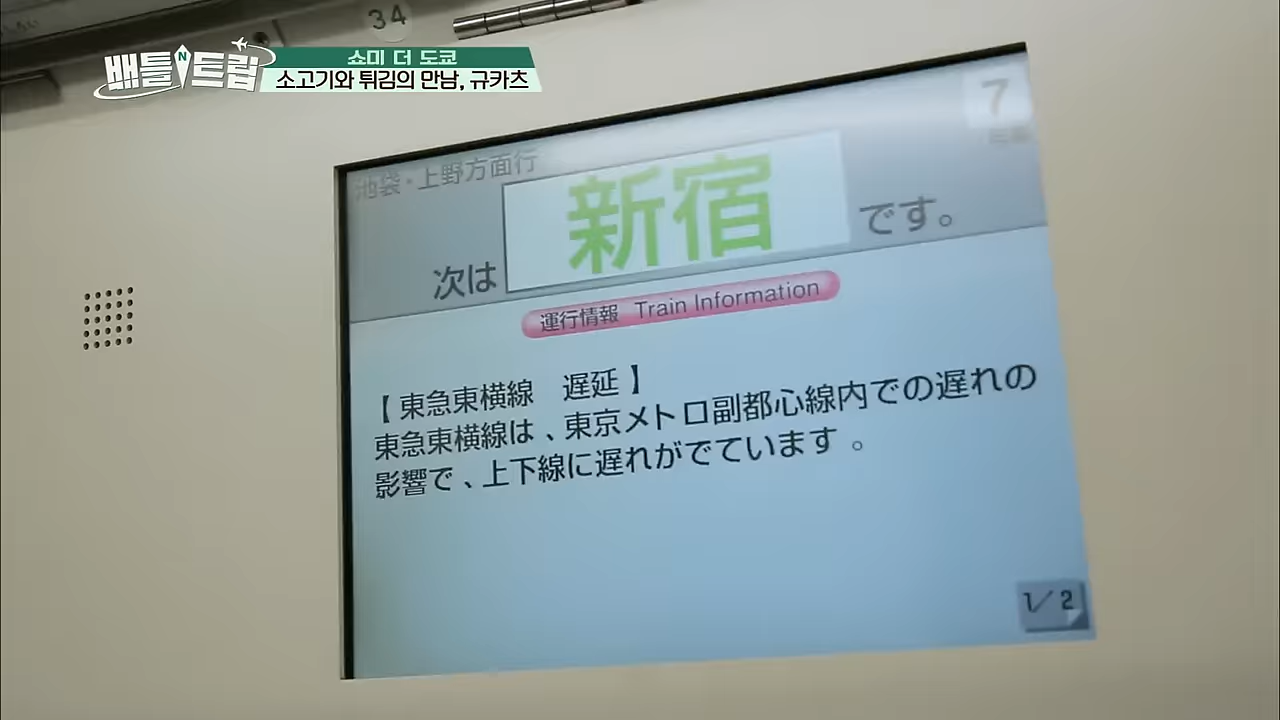 34
배틀트립
쇼미 더 도쿄
소고기와 튀김의 만남, 규카츠
池袋・上野方面行
7
次は 新宿 です。
運行情報 Train Information
【 東急東横線 遅延 】
東急東横線は 、東京メトロ副都心線内での遅れの
影響で 、上下線に遅れがでています 。
1/2